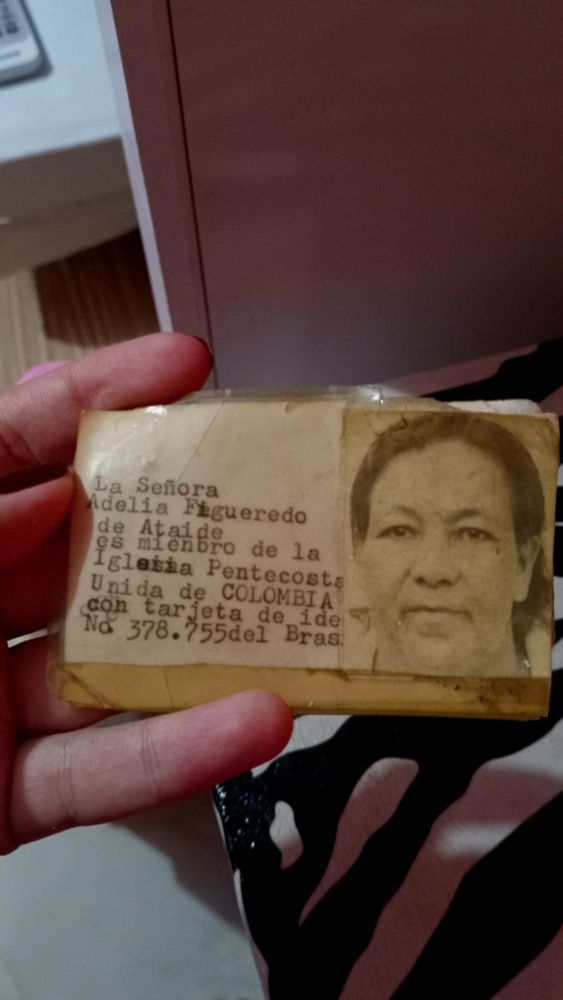 La Señora
Adelia Figueredo
de Ataide
es mienbro de la
Iglesia Pentecosta
Unida de COLOMBIA
con tarjeta de ide
No. 378.755del Bras